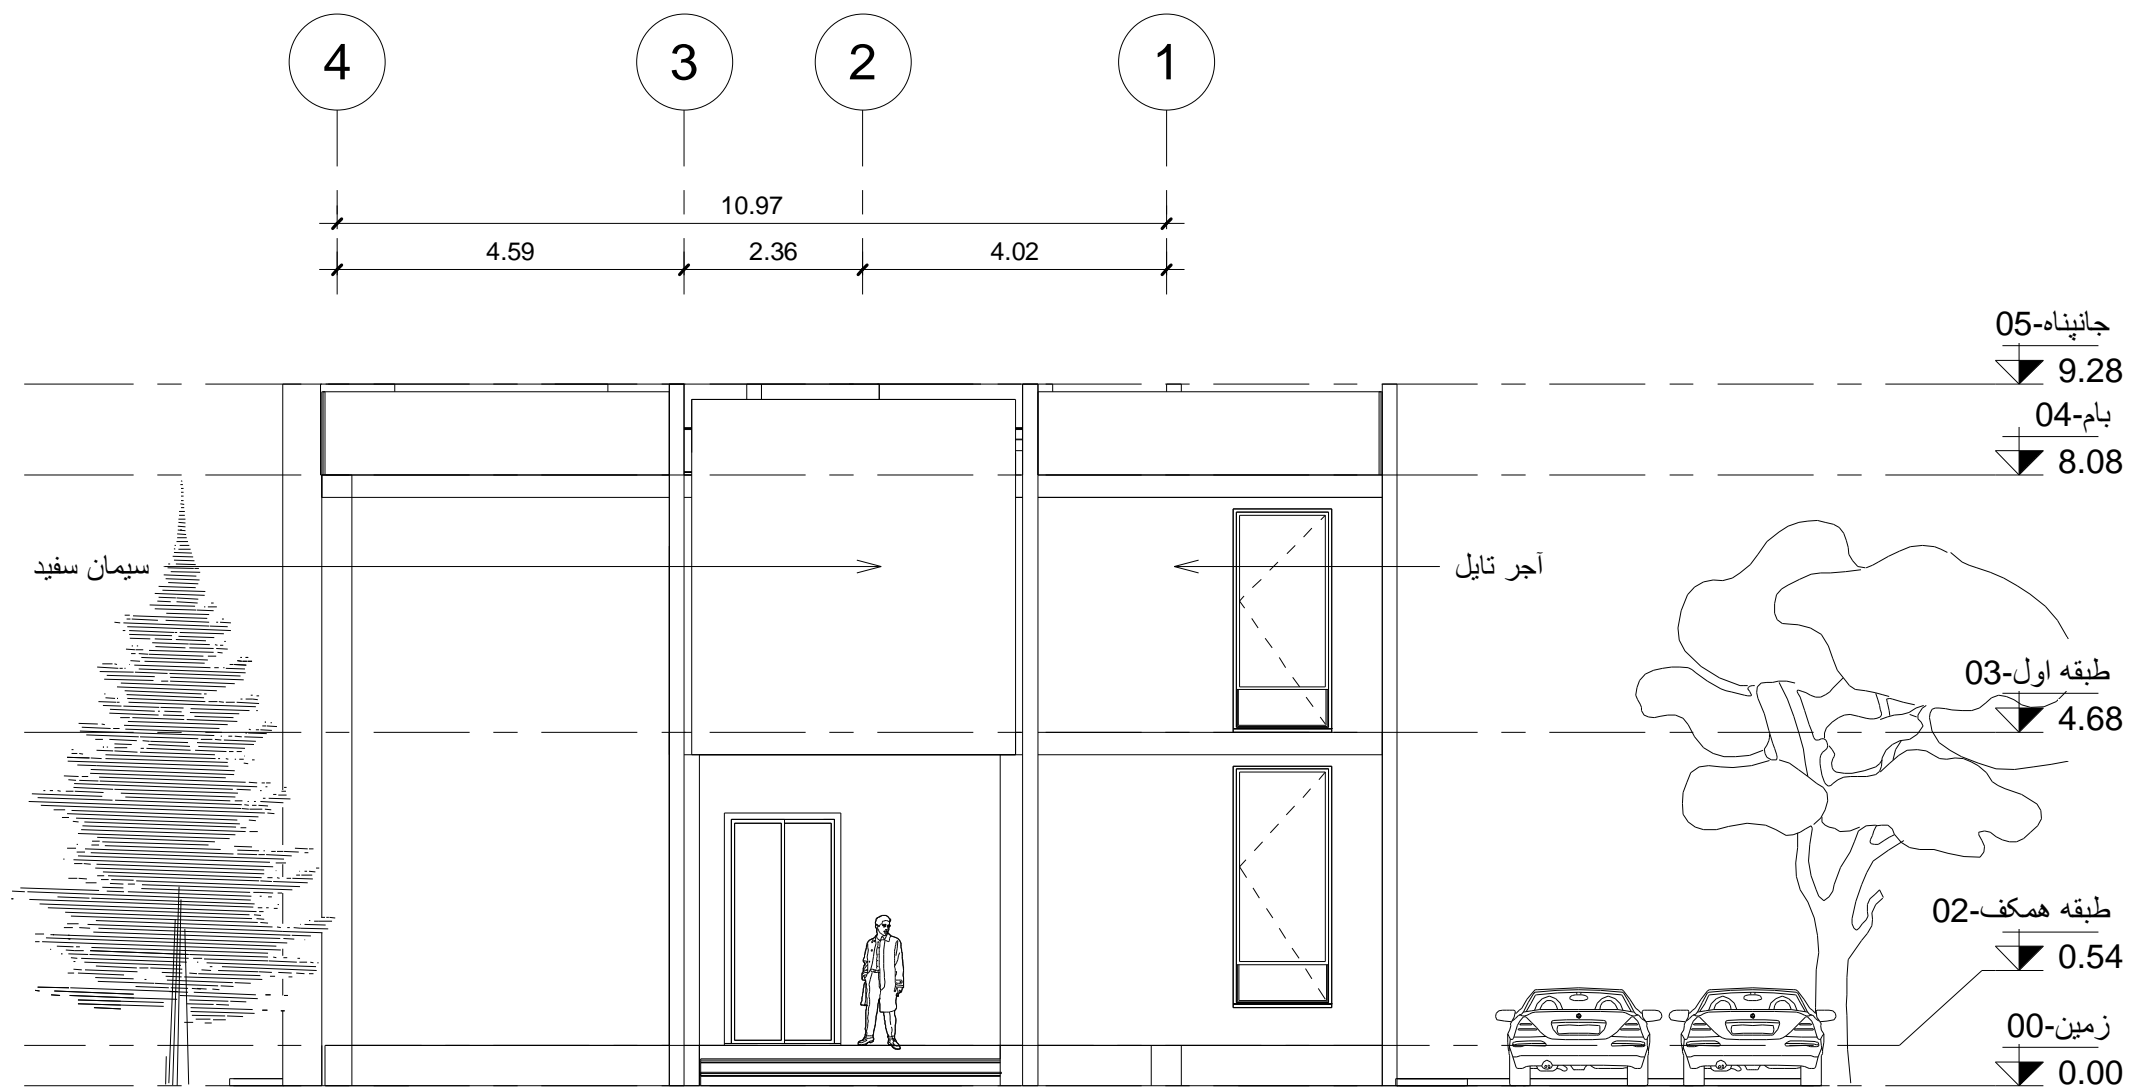 4 3 2 1
10.97
4.59 2.36 4.02
جانپناه-05
9.28
بام-04
8.08
سیمان سفید
آجر تایل
طبقه اول-03
4.68
طبقه همکف-02
0.54
زمین-00
0.00